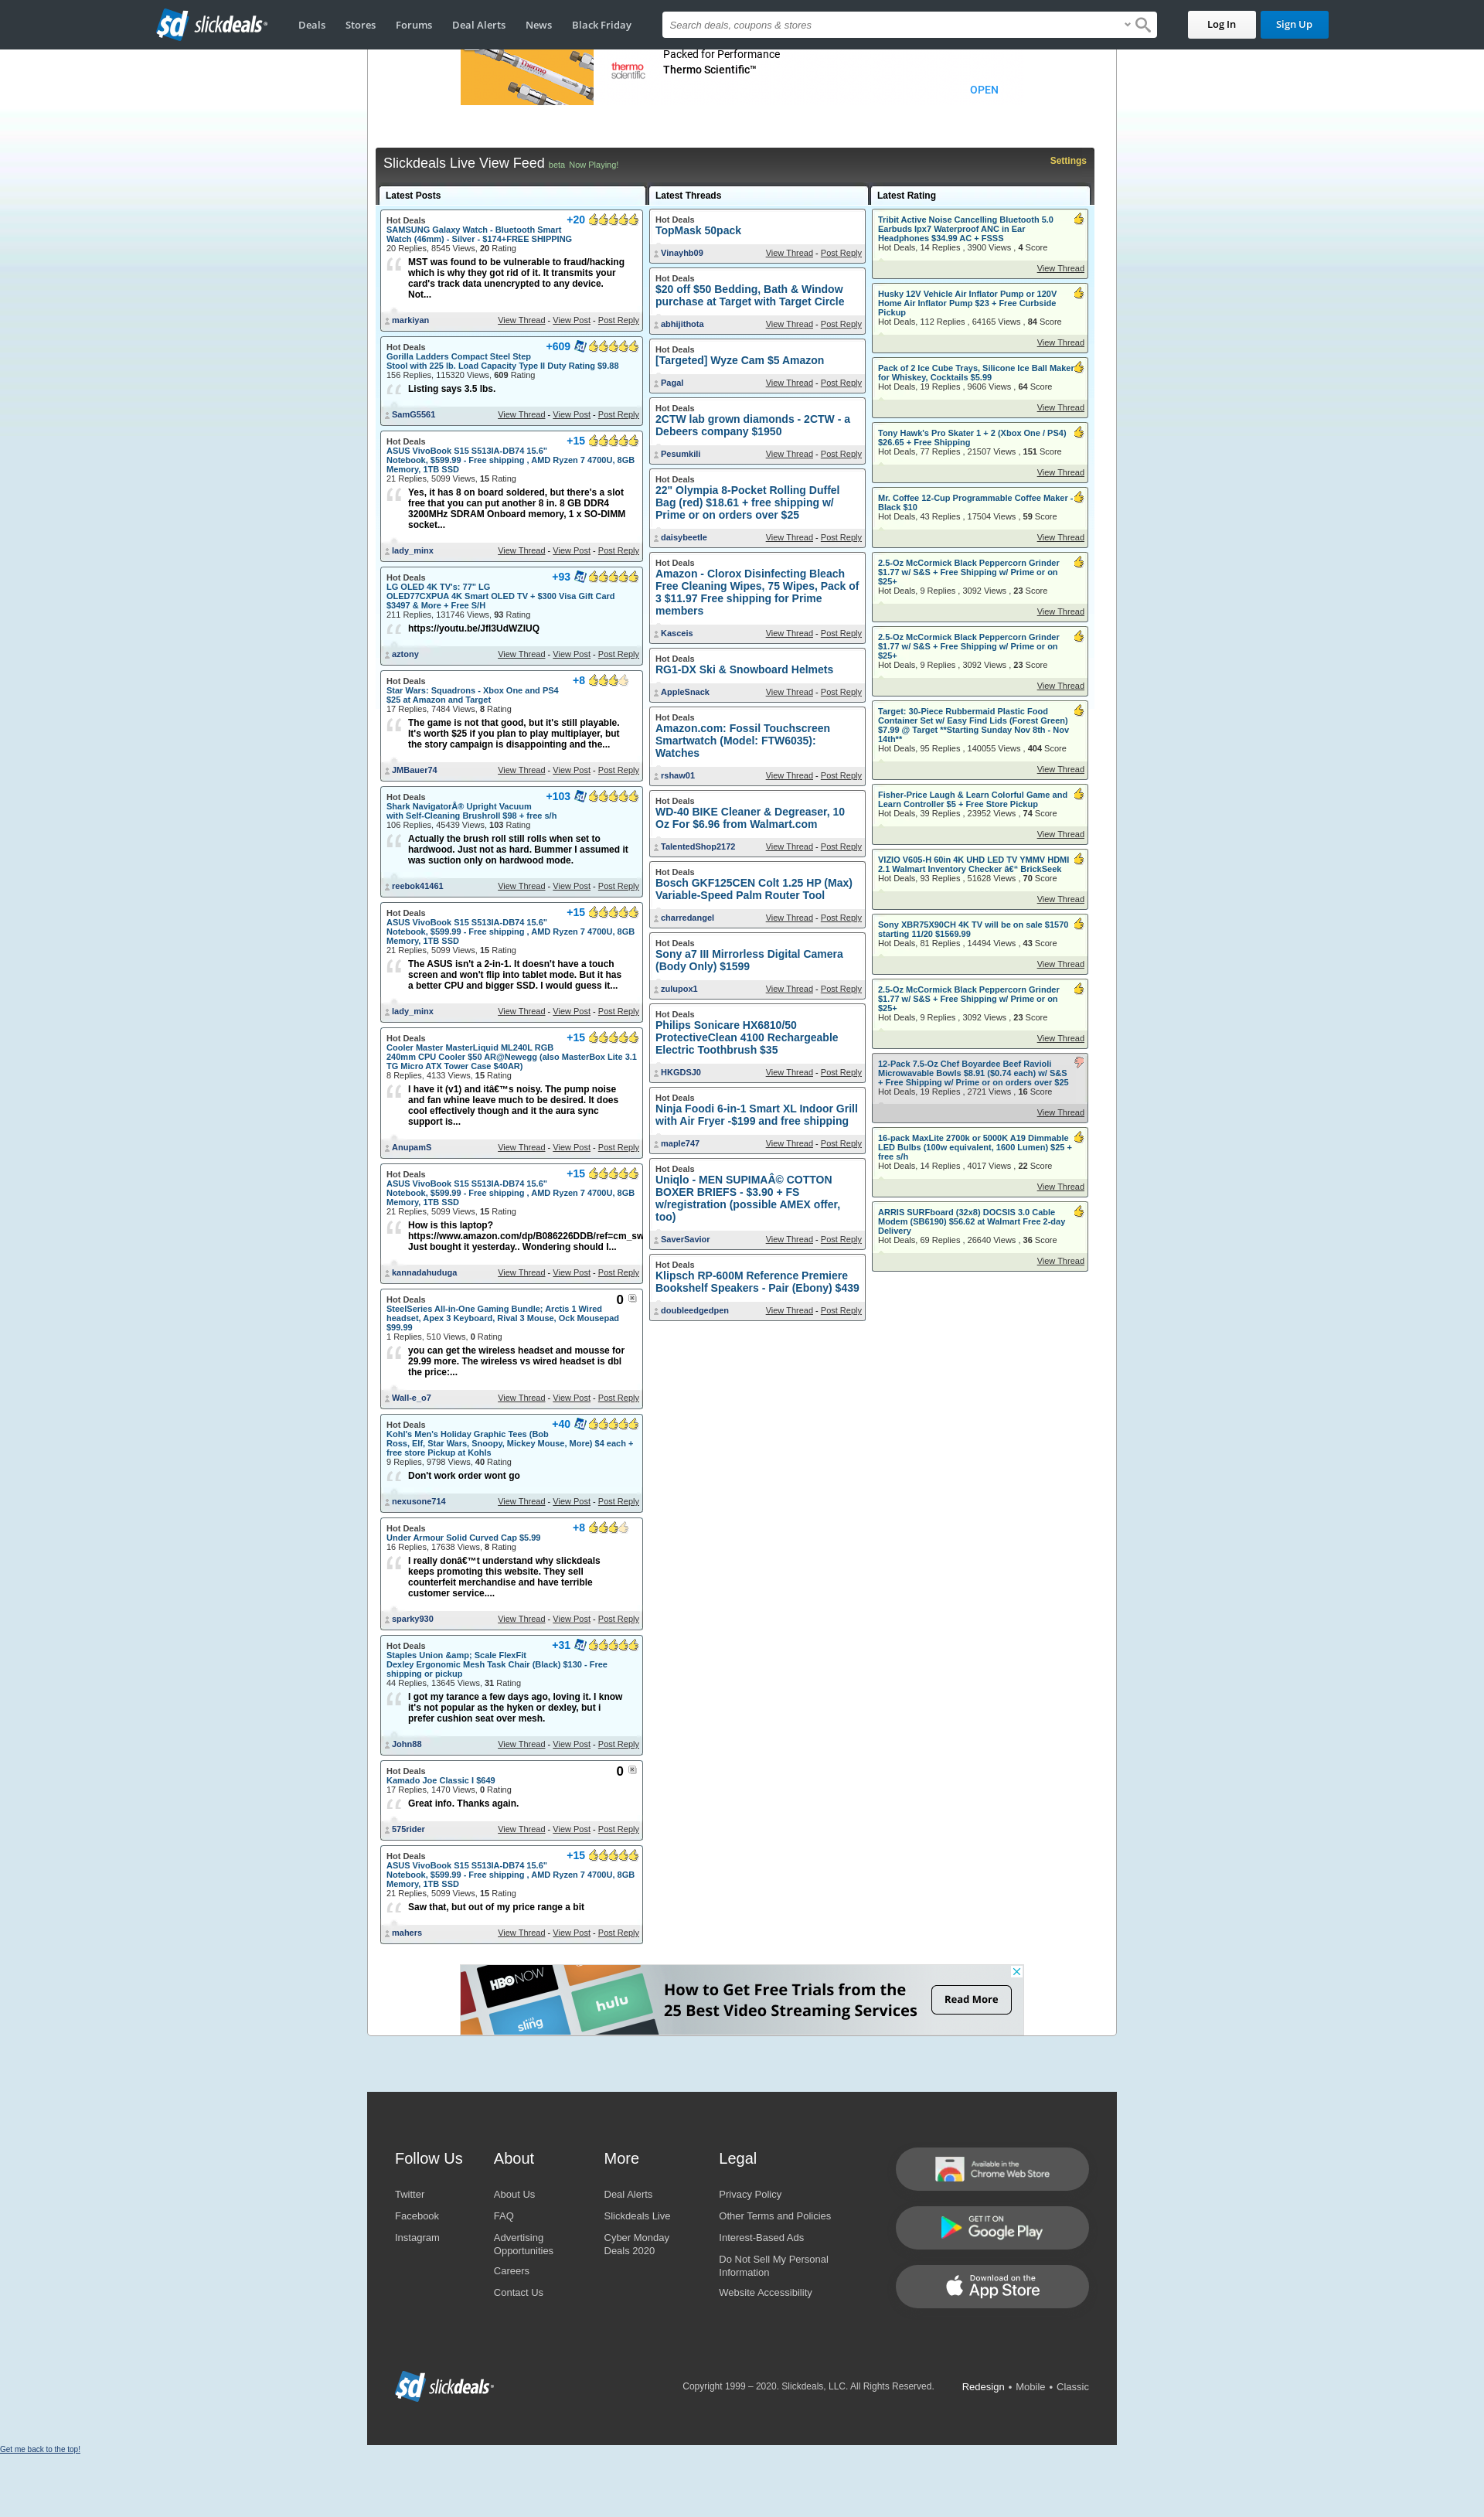 slickdeals
Deals
Stores
Forums
Deal Alerts
News
Black Friday
Search deals, coupons & stores
Log In
Sign Up
Packed for Performance
thermo scientific
Thermo Scientific™
OPEN
Slickdeals Live View Feed beta Now Playing!
Settings
Latest Posts
Hot Deals
+20
SAMSUNG Galaxy Watch - Bluetooth Smart
Watch (46mm) - Silver - $174+FREE SHIPPING
20 Replies, 8545 Views, 20 Rating
MST was found to be vulnerable to fraud/hacking
which is why they got rid of it. It transmits your
card's track data unencrypted to any device.
Not...
markiyan
View Thread - View Post - Post Reply
Hot Deals
+609
Gorilla Ladders Compact Steel Step
Stool with 225 lb. Load Capacity Type II Duty Rating $9.88
156 Replies, 115320 Views, 609 Rating
Listing says 3.5 lbs.
SamG5561
View Thread - View Post - Post Reply
Hot Deals
+15
ASUS VivoBook S15 S513IA-DB74 15.6"
Notebook, $599.99 - Free shipping , AMD Ryzen 7 4700U, 8GB
Memory, 1TB SSD
21 Replies, 5099 Views, 15 Rating
Yes, it has 8 on board soldered, but there's a slot
free that you can put another 8 in. 8 GB DDR4
3200MHz SDRAM Onboard memory, 1 x SO-DIMM
socket...
lady_minx
View Thread - View Post - Post Reply
Hot Deals
+93
LG OLED 4K TV's: 77" LG
OLED77CXPUA 4K Smart OLED TV + $300 Visa Gift Card
$3497 & More + Free S/H
211 Replies, 131746 Views, 93 Rating
https://youtu.be/Jfl3UdWZIUQ
aztony
View Thread - View Post - Post Reply
Hot Deals
+8
Star Wars: Squadrons - Xbox One and PS4
$25 at Amazon and Target
17 Replies, 7484 Views, 8 Rating
The game is not that good, but it's still playable.
It's worth $25 if you plan to play multiplayer, but
the story campaign is disappointing and the...
JMBauer74
View Thread - View Post - Post Reply
Hot Deals
+103
Shark NavigatorÂ® Upright Vacuum
with Self-Cleaning Brushroll $98 + free s/h
106 Replies, 45439 Views, 103 Rating
Actually the brush roll still rolls when set to
hardwood. Just not as hard. Bummer I assumed it
was suction only on hardwood mode.
reebok41461
View Thread - View Post - Post Reply
Hot Deals
+15
ASUS VivoBook S15 S513IA-DB74 15.6"
Notebook, $599.99 - Free shipping , AMD Ryzen 7 4700U, 8GB
Memory, 1TB SSD
21 Replies, 5099 Views, 15 Rating
The ASUS isn't a 2-in-1. It doesn't have a touch
screen and won't flip into tablet mode. But it has
a better CPU and bigger SSD. I would guess it...
lady_minx
View Thread - View Post - Post Reply
Hot Deals
+15
Cooler Master MasterLiquid ML240L RGB
240mm CPU Cooler $50 AR@Newegg (also MasterBox Lite 3.1
TG Micro ATX Tower Case $40AR)
8 Replies, 4133 Views, 15 Rating
I have it (v1) and itâ€™s noisy. The pump noise
and fan whine leave much to be desired. It does
cool effectively though and it the aura sync
support is...
AnupamS
View Thread - View Post - Post Reply
Hot Deals
+15
ASUS VivoBook S15 S513IA-DB74 15.6"
Notebook, $599.99 - Free shipping , AMD Ryzen 7 4700U, 8GB
Memory, 1TB SSD
21 Replies, 5099 Views, 15 Rating
How is this laptop?
https://www.amazon.com/dp/B086226DDB/ref=cm_sw
Just bought it yesterday.. Wondering should I...
kannadahuduga
View Thread - View Post - Post Reply
Hot Deals
0
SteelSeries All-in-One Gaming Bundle; Arctis 1 Wired
headset, Apex 3 Keyboard, Rival 3 Mouse, Ock Mousepad
$99.99
1 Replies, 510 Views, 0 Rating
you can get the wireless headset and mousse for
29.99 more. The wireless vs wired headset is dbl
the price:...
Wall-e_o7
View Thread - View Post - Post Reply
Hot Deals
+40
Kohl's Men's Holiday Graphic Tees (Bob
Ross, Elf, Star Wars, Snoopy, Mickey Mouse, More) $4 each +
free store Pickup at Kohls
9 Replies, 9798 Views, 40 Rating
Don't work order wont go
nexusone714
View Thread - View Post - Post Reply
Hot Deals
+8
Under Armour Solid Curved Cap $5.99
16 Replies, 17638 Views, 8 Rating
I really donâ€™t understand why slickdeals
keeps promoting this website. They sell
counterfeit merchandise and have terrible
customer service....
sparky930
View Thread - View Post - Post Reply
Hot Deals
+31
Staples Union &amp; Scale FlexFit
Dexley Ergonomic Mesh Task Chair (Black) $130 - Free
shipping or pickup
44 Replies, 13645 Views, 31 Rating
I got my tarance a few days ago, loving it. I know
it's not popular as the hyken or dexley, but i
prefer cushion seat over mesh.
John88
View Thread - View Post - Post Reply
Hot Deals
0
Kamado Joe Classic I $649
17 Replies, 1470 Views, 0 Rating
Great info. Thanks again.
575rider
View Thread - View Post - Post Reply
Hot Deals
+15
ASUS VivoBook S15 S513IA-DB74 15.6"
Notebook, $599.99 - Free shipping , AMD Ryzen 7 4700U, 8GB
Memory, 1TB SSD
21 Replies, 5099 Views, 15 Rating
Saw that, but out of my price range a bit
mahers
View Thread - View Post - Post Reply
Latest Threads
Hot Deals
TopMask 50pack
Vinayhb09
View Thread - Post Reply
Hot Deals
$20 off $50 Bedding, Bath & Window
purchase at Target with Target Circle
abhijithota
View Thread - Post Reply
Hot Deals
[Targeted] Wyze Cam $5 Amazon
Pagal
View Thread - Post Reply
Hot Deals
2CTW lab grown diamonds - 2CTW - a
Debeers company $1950
Pesumkili
View Thread - Post Reply
Hot Deals
22" Olympia 8-Pocket Rolling Duffel
Bag (red) $18.61 + free shipping w/
Prime or on orders over $25
daisybeetle
View Thread - Post Reply
Hot Deals
Amazon - Clorox Disinfecting Bleach
Free Cleaning Wipes, 75 Wipes, Pack of
3 $11.97 Free shipping for Prime
members
Kasceis
View Thread - Post Reply
Hot Deals
RG1-DX Ski & Snowboard Helmets
AppleSnack
View Thread - Post Reply
Hot Deals
Amazon.com: Fossil Touchscreen
Smartwatch (Model: FTW6035):
Watches
rshaw01
View Thread - Post Reply
Hot Deals
WD-40 BIKE Cleaner & Degreaser, 10
Oz For $6.96 from Walmart.com
TalentedShop2172
View Thread - Post Reply
Hot Deals
Bosch GKF125CEN Colt 1.25 HP (Max)
Variable-Speed Palm Router Tool
charredangel
View Thread - Post Reply
Hot Deals
Sony a7 III Mirrorless Digital Camera
(Body Only) $1599
zulupox1
View Thread - Post Reply
Hot Deals
Philips Sonicare HX6810/50
ProtectiveClean 4100 Rechargeable
Electric Toothbrush $35
HKGDSJ0
View Thread - Post Reply
Hot Deals
Ninja Foodi 6-in-1 Smart XL Indoor Grill
with Air Fryer -$199 and free shipping
maple747
View Thread - Post Reply
Hot Deals
Uniqlo - MEN SUPIMAÂ© COTTON
BOXER BRIEFS - $3.90 + FS
w/registration (possible AMEX offer,
too)
SaverSavior
View Thread - Post Reply
Hot Deals
Klipsch RP-600M Reference Premiere
Bookshelf Speakers - Pair (Ebony) $439
doubleedgedpen
View Thread - Post Reply
Latest Rating
Tribit Active Noise Cancelling Bluetooth 5.0
Earbuds Ipx7 Waterproof ANC in Ear
Headphones $34.99 AC + FSSS
Hot Deals, 14 Replies , 3900 Views , 4 Score
View Thread
Husky 12V Vehicle Air Inflator Pump or 120V
Home Air Inflator Pump $23 + Free Curbside
Pickup
Hot Deals, 112 Replies , 64165 Views , 84 Score
View Thread
Pack of 2 Ice Cube Trays, Silicone Ice Ball Maker
for Whiskey, Cocktails $5.99
Hot Deals, 19 Replies , 9606 Views , 64 Score
View Thread
Tony Hawk's Pro Skater 1 + 2 (Xbox One / PS4)
$26.65 + Free Shipping
Hot Deals, 77 Replies , 21507 Views , 151 Score
View Thread
Mr. Coffee 12-Cup Programmable Coffee Maker -
Black $10
Hot Deals, 43 Replies , 17504 Views , 59 Score
View Thread
2.5-Oz McCormick Black Peppercorn Grinder
$1.77 w/ S&S + Free Shipping w/ Prime or on
$25+
Hot Deals, 9 Replies , 3092 Views , 23 Score
View Thread
2.5-Oz McCormick Black Peppercorn Grinder
$1.77 w/ S&S + Free Shipping w/ Prime or on
$25+
Hot Deals, 9 Replies , 3092 Views , 23 Score
View Thread
Target: 30-Piece Rubbermaid Plastic Food
Container Set w/ Easy Find Lids (Forest Green)
$7.99 @ Target **Starting Sunday Nov 8th - Nov
14th**
Hot Deals, 95 Replies , 140055 Views , 404 Score
View Thread
Fisher-Price Laugh & Learn Colorful Game and
Learn Controller $5 + Free Store Pickup
Hot Deals, 39 Replies , 23952 Views , 74 Score
View Thread
VIZIO V605-H 60in 4K UHD LED TV YMMV HDMI
2.1 Walmart Inventory Checker â€“ BrickSeek
Hot Deals, 93 Replies , 51628 Views , 70 Score
View Thread
Sony XBR75X90CH 4K TV will be on sale $1570
starting 11/20 $1569.99
Hot Deals, 81 Replies , 14494 Views , 43 Score
View Thread
2.5-Oz McCormick Black Peppercorn Grinder
$1.77 w/ S&S + Free Shipping w/ Prime or on
$25+
Hot Deals, 9 Replies , 3092 Views , 23 Score
View Thread
12-Pack 7.5-Oz Chef Boyardee Beef Ravioli
Microwavable Bowls $8.91 ($0.74 each) w/ S&S
+ Free Shipping w/ Prime or on orders over $25
Hot Deals, 19 Replies , 2721 Views , 16 Score
View Thread
16-pack MaxLite 2700k or 5000K A19 Dimmable
LED Bulbs (100w equivalent, 1600 Lumen) $25 +
free s/h
Hot Deals, 14 Replies , 4017 Views , 22 Score
View Thread
ARRIS SURFboard (32x8) DOCSIS 3.0 Cable
Modem (SB6190) $56.62 at Walmart Free 2-day
Delivery
Hot Deals, 69 Replies , 26640 Views , 36 Score
View Thread
HBO NOW
hulu
sling
How to Get Free Trials from the
25 Best Video Streaming Services
Read More
Follow Us
Twitter
Facebook
Instagram
About
About Us
FAQ
Advertising
Opportunities
Careers
Contact Us
More
Deal Alerts
Slickdeals Live
Cyber Monday
Deals 2020
Legal
Privacy Policy
Other Terms and Policies
Interest-Based Ads
Do Not Sell My Personal
Information
Website Accessibility
Available in the
Chrome Web Store
GET IT ON
Google Play
Download on the
App Store
slickdeals
Copyright 1999 – 2020. Slickdeals, LLC. All Rights Reserved.
Redesign • Mobile • Classic
Get me back to the top!